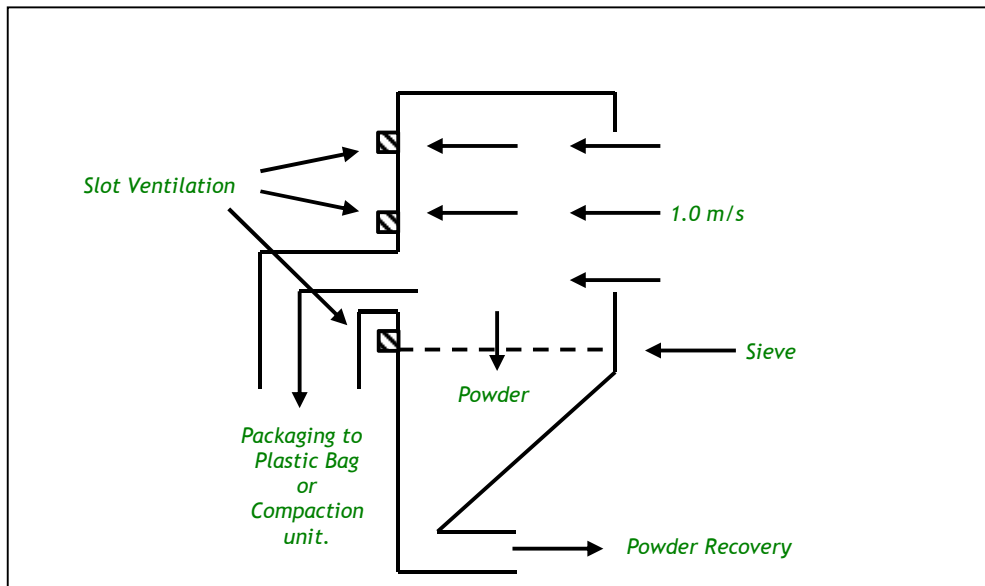 Slot Ventilation
1.0 m/s
Sieve
Powder
Packaging to
Plastic Bag
or
Compaction
unit.
Powder Recovery